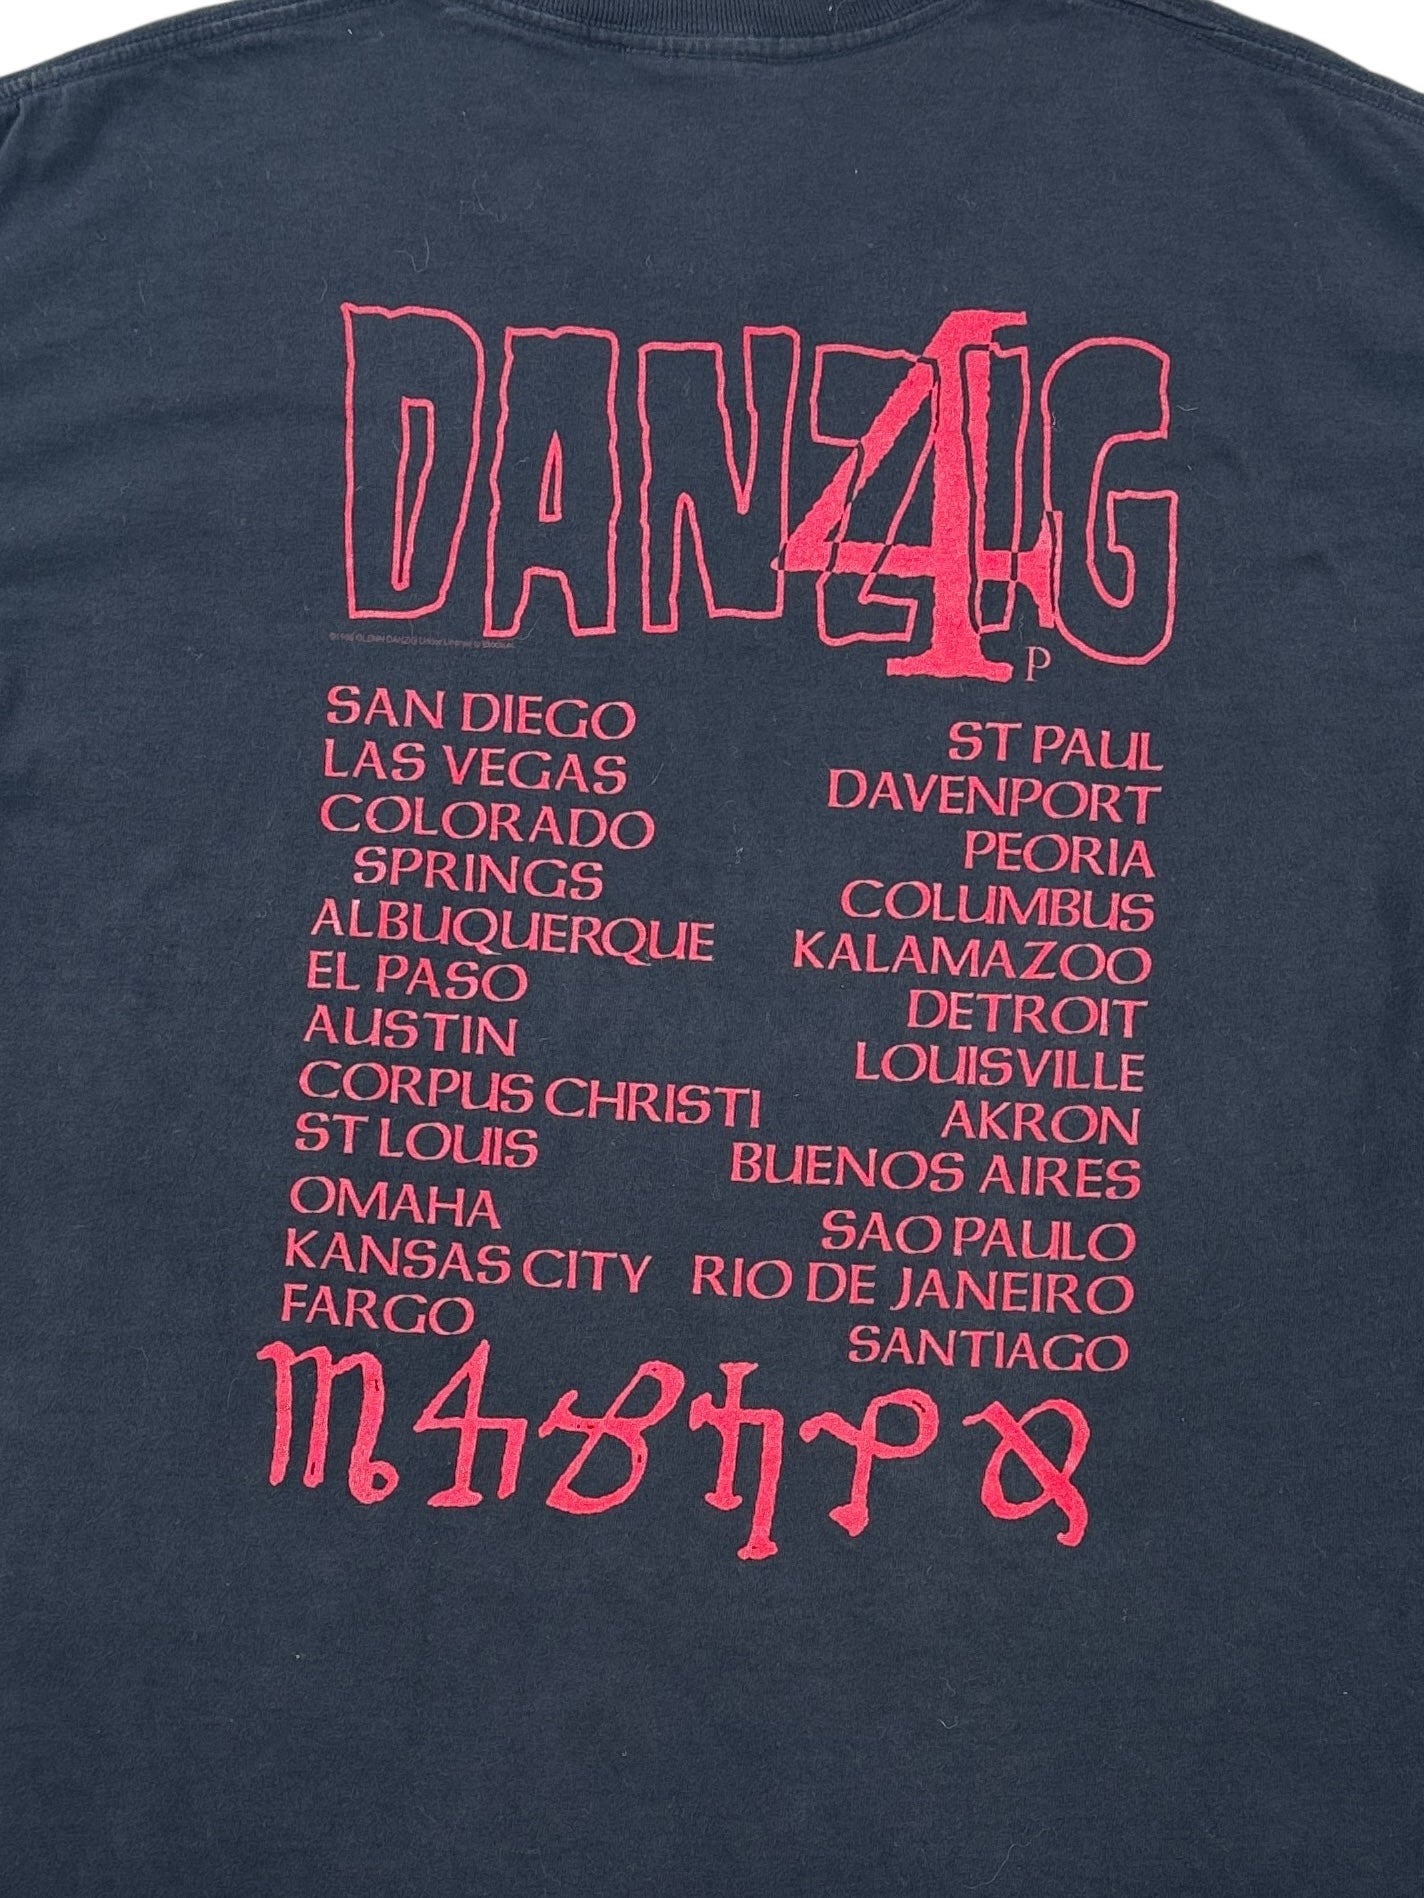 DANZIG
4
P
SAN DIEGO
LAS VEGAS
COLORADO
SPRINGS
ALBUQUERQUE
EL PASO
AUSTIN
CORPUS CHRISTI
ST LOUIS
OMAHA
KANSAS CITY
FARGO
ST PAUL
DAVENPORT
PEORIA
COLUMBUS
KALAMAZOO
DETROIT
LOUISVILLE
AKRON
BUENOS AIRES
SAO PAULO
RIO DE JANEIRO
SANTIAGO